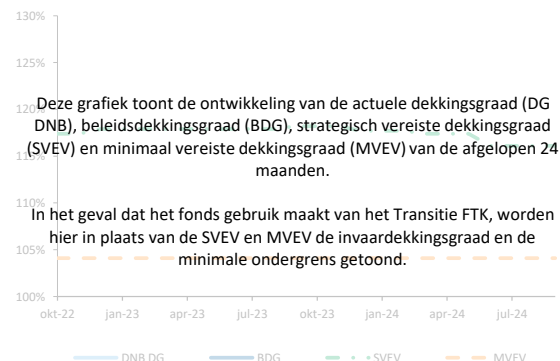 130%
125%
120%
115%
110%
105%
100%
Deze grafiek toont de ontwikkeling van de actuele dekkingsgraad (DG
DNB), beleidsdekkingsgraad (BDG), strategisch vereiste dekkingsgraad
(SVEV) en minimaal vereiste dekkingsgraad (MVEV) van de afgelopen 24
maanden.
In het geval dat het fonds gebruik maakt van het Transitie FTK, worden
hier in plaats van de SVEV en MVEV de invaardekkingsgraad en de
minimale ondergrens getoond.
okt-22 jan-23 apr-23 jul-23 okt-23 jan-24 apr-24 jul-24
DNB DG BDG SVEV MVEV